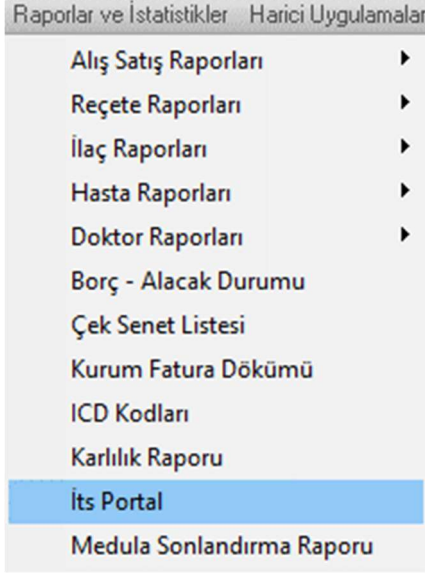 Raporlar ve İstatistikler Harici Uygulamalar
Alış Satış Raporları
Reçete Raporları
İlaç Raporları
Hasta Raporları
Doktor Raporları
Borç - Alacak Durumu
Çek Senet Listesi
Kurum Fatura Dökümü
ICD Kodları
Karlılık Raporu
İts Portal
Medula Sonlandırma Raporu